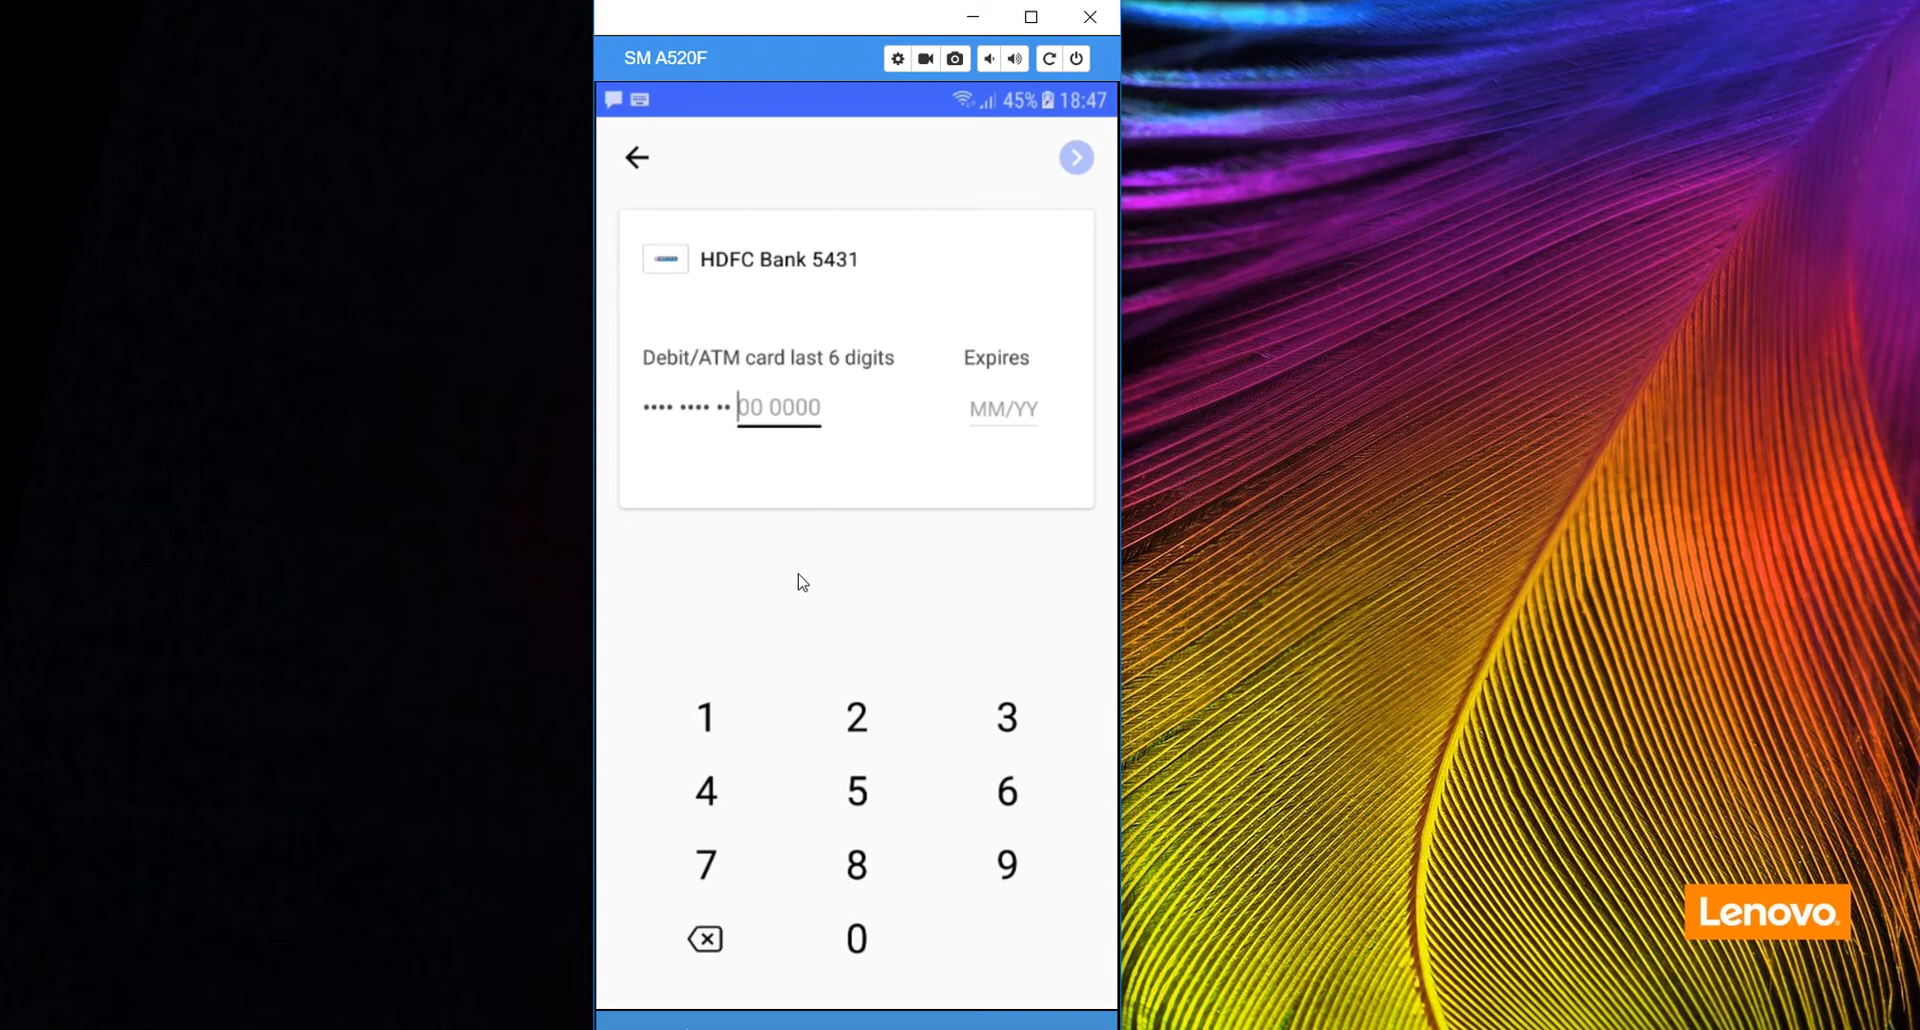 SM A520F
45% 18:47
HDFC Bank 5431
Debit/ATM card last 6 digits Expires
•••• •••• •• 00 0000 MM/YY
1 2 3
4 5 6
7 8 9
0
Lenovo